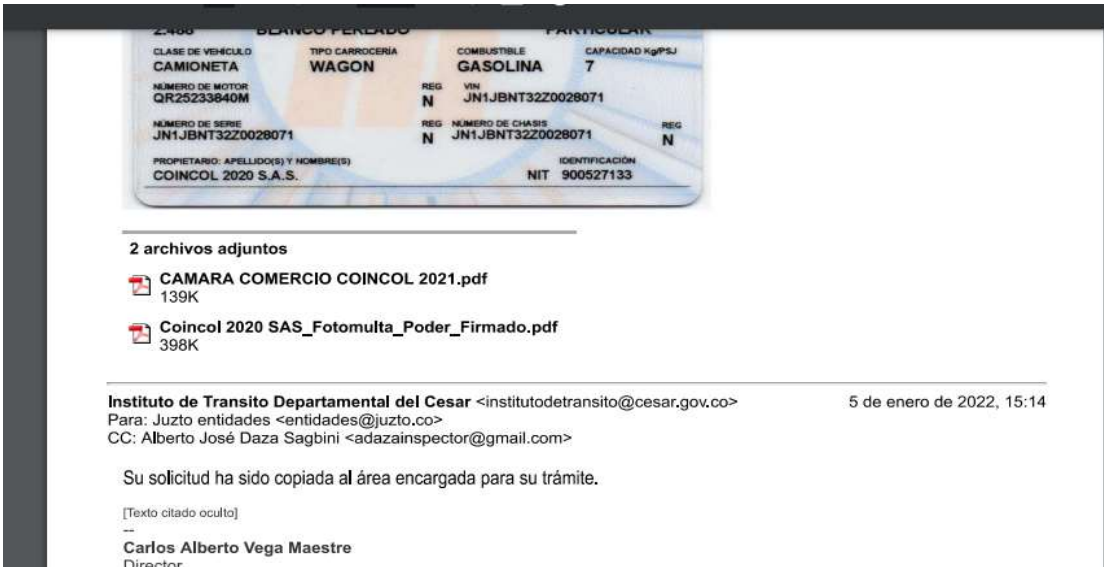 2.488 BLANCO PERLADO PARTICULAR
CLASE DE VEHÍCULO TIPO CARROCERÍA COMBUSTIBLE CAPACIDAD Kg/PSJ
CAMIONETA WAGON GASOLINA 7
NÚMERO DE MOTOR REG VIN
QR25233840M N JN1JBNT32Z0028071
NÚMERO DE SERIE REG NÚMERO DE CHASIS REG
JN1JBNT32Z0028071 N JN1JBNT32Z0028071 N
PROPIETARIO: APELLIDO(S) Y NOMBRE(S) IDENTIFICACIÓN
COINCOL 2020 S.A.S. NIT 900527133
2 archivos adjuntos
CAMARA COMERCIO COINCOL 2021.pdf
139K
Coincol 2020 SAS_Fotomulta_Poder_Firmado.pdf
398K
Instituto de Transito Departamental del Cesar <institutodetransito@cesar.gov.co> 5 de enero de 2022, 15:14
Para: Juzto entidades <entidades@juzto.co>
CC: Alberto José Daza Sagbini <adazainspector@gmail.com>
Su solicitud ha sido copiada al área encargada para su trámite.
[Texto citado oculto]
--
Carlos Alberto Vega Maestre
Director